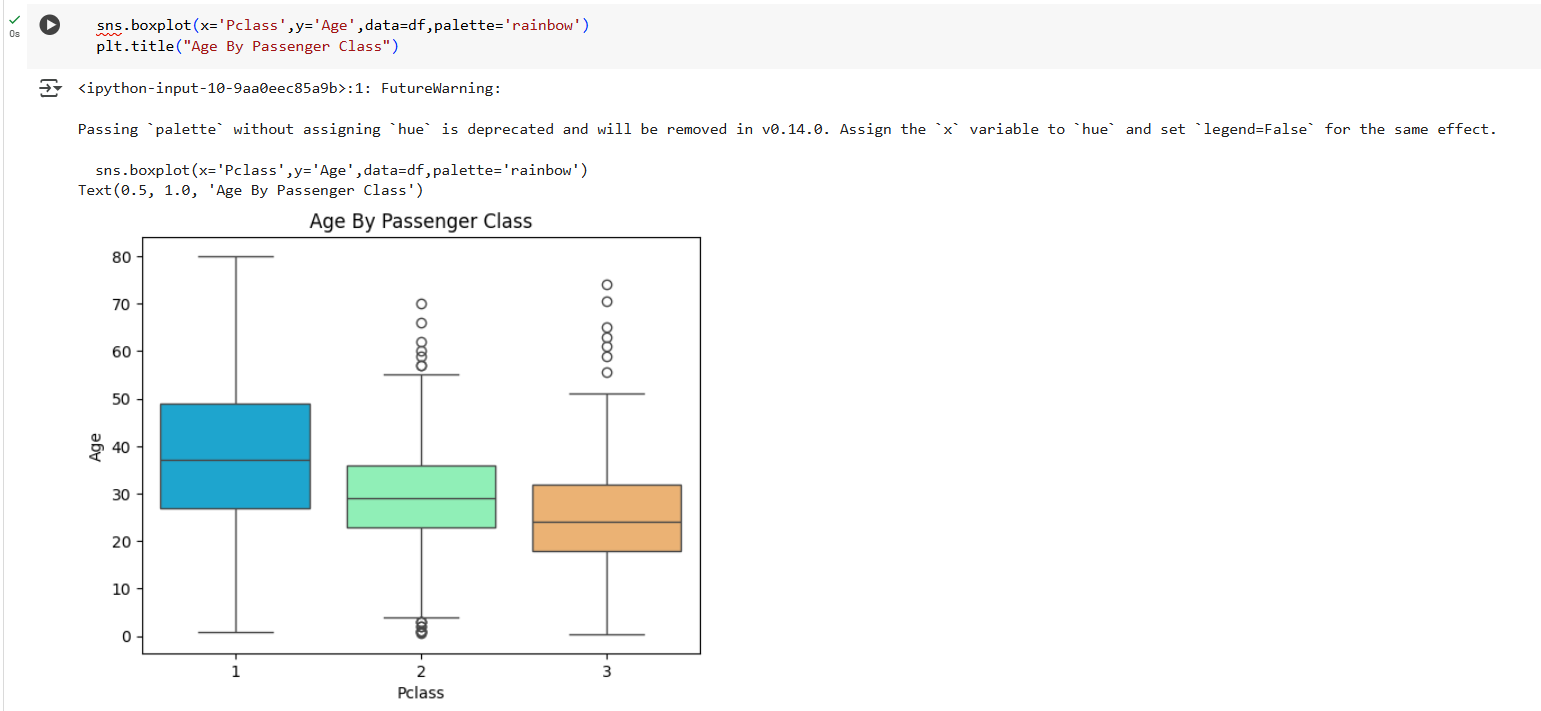 sns.boxplot(x='Pclass',y='Age',data=df,palette='rainbow')
0s
plt.title("Age By Passenger Class")
<ipython-input-10-9aa0eec85a9b>:1: FutureWarning:
Passing `palette` without assigning `hue` is deprecated and will be removed in v0.14.0. Assign the `x` variable to `hue` and set `legend=False` for the same effect.
sns.boxplot(x='Pclass',y='Age',data=df,palette='rainbow')
Text(0.5, 1.0, 'Age By Passenger Class')
Age By Passenger Class
80
70
60
50
40
30
20
10
0
Age
1 2 3
Pclass